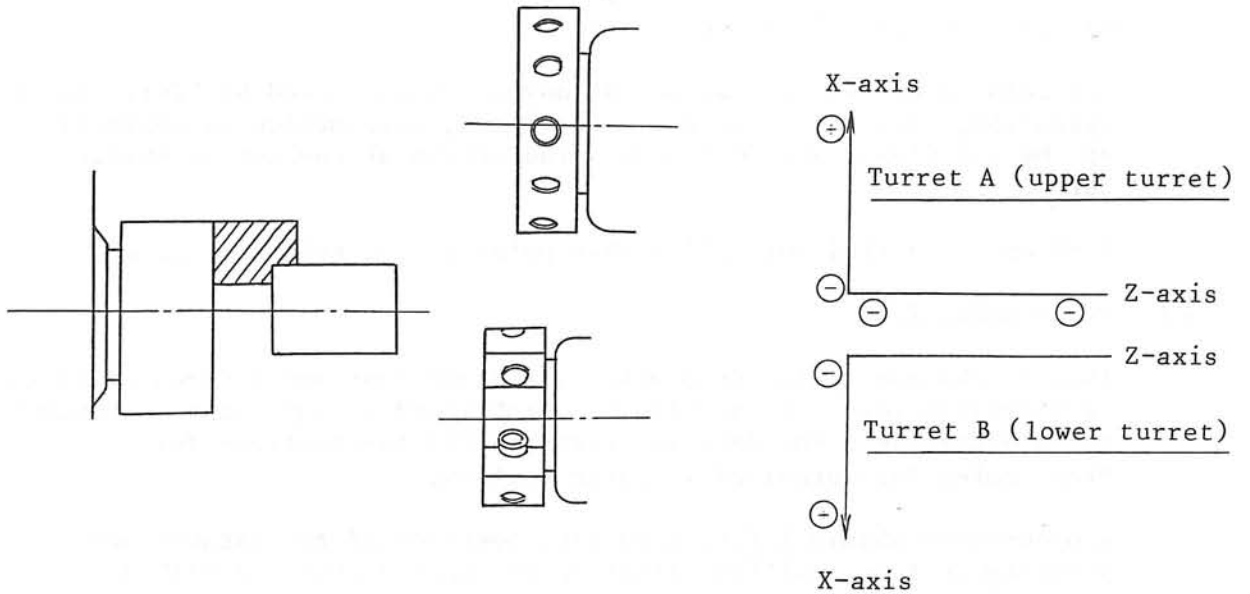 X-axis
+
Turret A (upper turret)
− Z-axis
− −
Z-axis
−
Turret B (lower turret)
+
X-axis